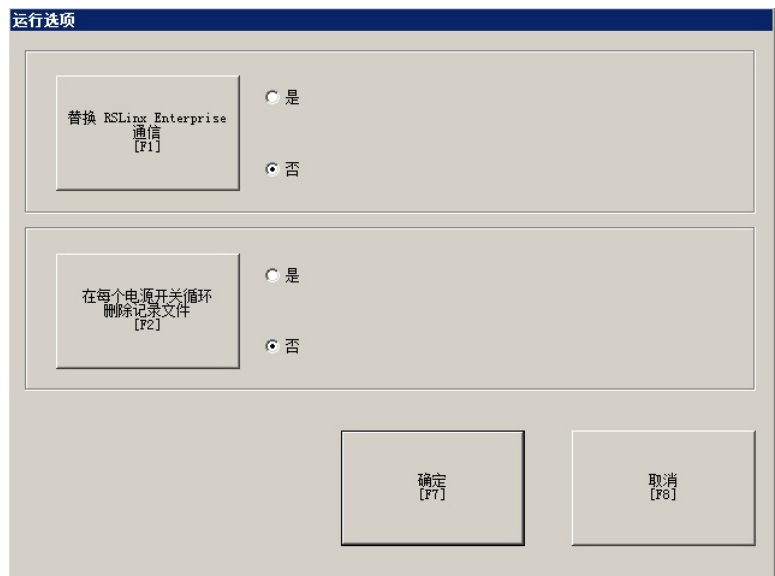 运行选项
替换 RSLinx Enterprise
通信
[F1]
是
否
在每个电源开关循环
删除记录文件
[F2]
是
否
确定
[F7]
取消
[F8]